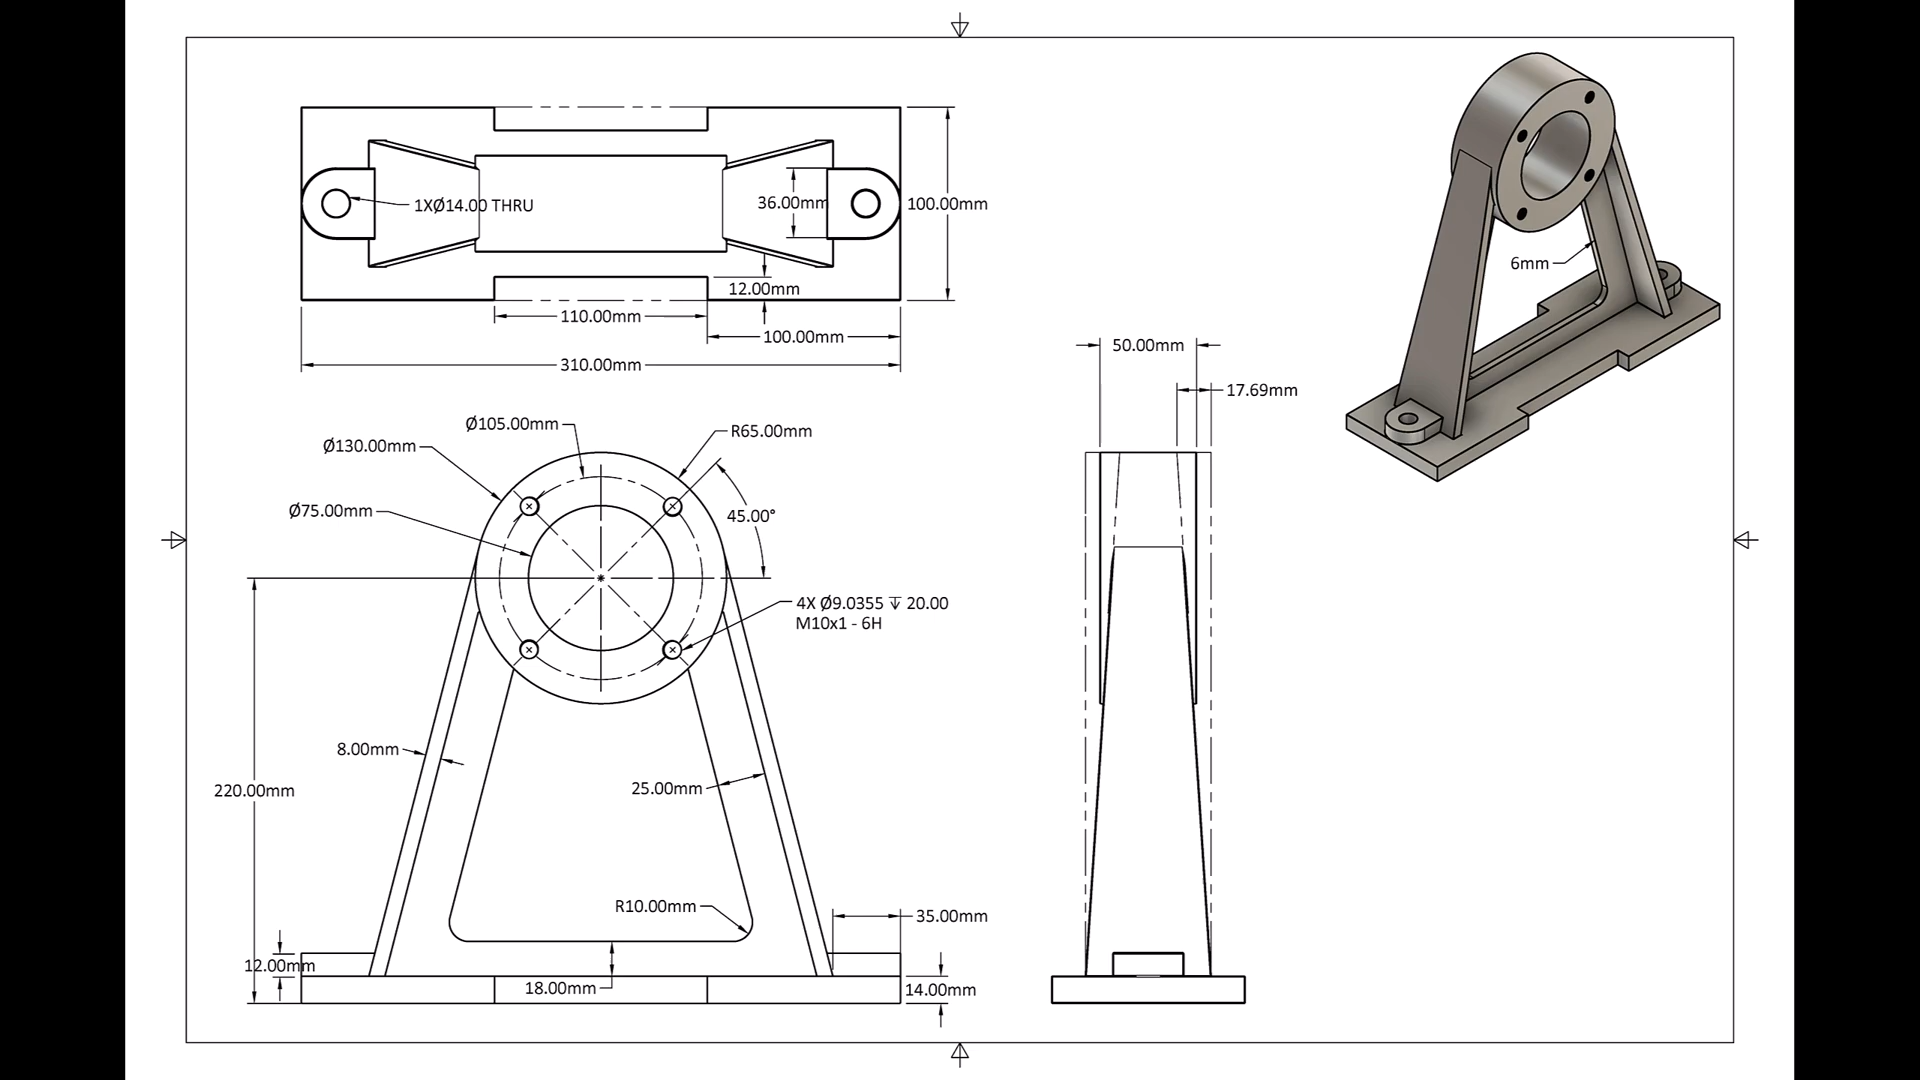 1XØ14.00 THRU
36.00mm
100.00mm
12.00mm
110.00mm
100.00mm
310.00mm
6mm
50.00mm
17.69mm
Ø105.00mm
R65.00mm
Ø130.00mm
Ø75.00mm
45.00°
4X Ø9.0355 ↧ 20.00
M10x1 - 6H
8.00mm
220.00mm
25.00mm
R10.00mm
35.00mm
12.00mm
18.00mm
14.00mm